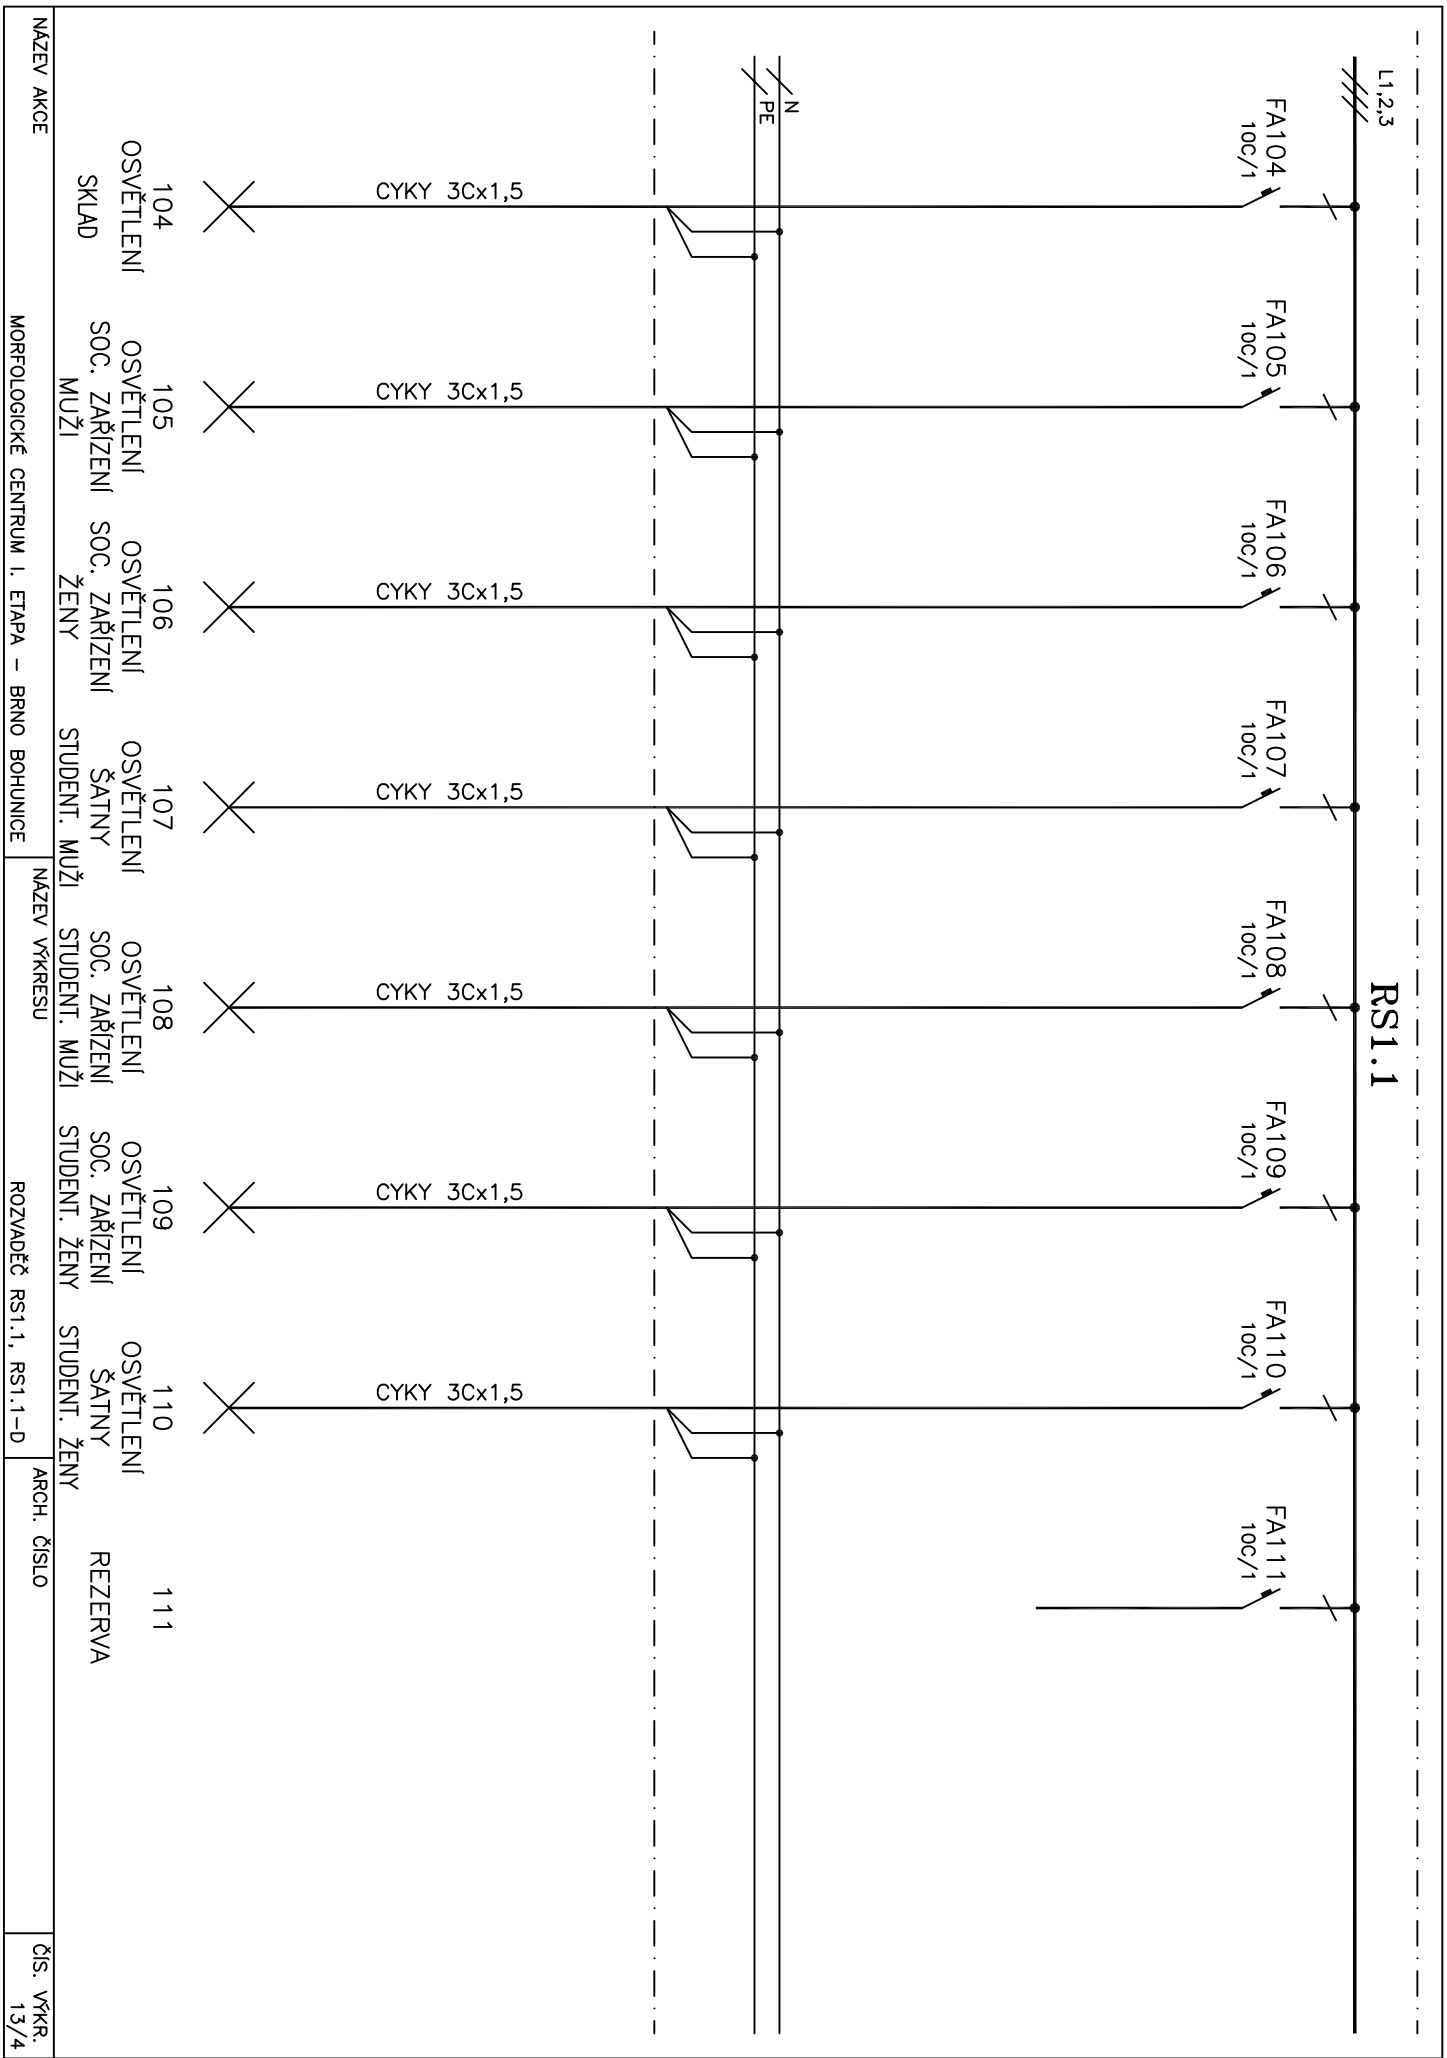 L1,2,3
RS1.1
FA104
10C/1
FA105
10C/1
FA106
10C/1
FA107
10C/1
FA108
10C/1
FA109
10C/1
FA110
10C/1
FA111
10C/1
N
PE
CYKY 3Cx1,5
CYKY 3Cx1,5
CYKY 3Cx1,5
CYKY 3Cx1,5
CYKY 3Cx1,5
CYKY 3Cx1,5
CYKY 3Cx1,5
104
OSVĚTLENÍ
SKLAD
105
OSVĚTLENÍ
SOC. ZAŘÍZENÍ
MUŽI
106
OSVĚTLENÍ
SOC. ZAŘÍZENÍ
ŽENY
107
OSVĚTLENÍ
ŠATNY
STUDENT. MUŽI
108
OSVĚTLENÍ
SOC. ZAŘÍZENÍ
STUDENT. MUŽI
109
OSVĚTLENÍ
SOC. ZAŘÍZENÍ
STUDENT. ŽENY
110
OSVĚTLENÍ
ŠATNY
STUDENT. ŽENY
111
REZERVA
NÁZEV AKCE
MORFOLOGICKÉ CENTRUM I. ETAPA – BRNO BOHUNICE
NÁZEV VÝKRESU
ROZVADĚČ RS1.1, RS1.1–D
ARCH. ČÍSLO
ČÍS. VÝKR.
13/4